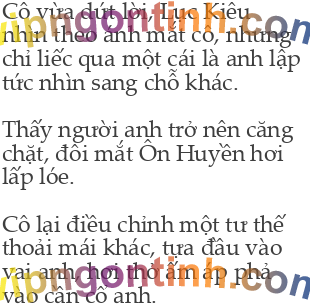 Cô vừa dứt lời, Lục Kiêu
nhìn theo ánh mắt cô, nhưng
chỉ liếc qua một cái là anh lập
tức nhìn sang chỗ khác.
Thấy người anh trở nên căng
chặt, đôi mắt Ôn Huyền hơi
lấp lóe.
Cô lại điều chỉnh một tư thế
thoải mái khác, tựa đầu vào
vai anh, hơi thở ấm áp phả
vào cần cổ anh.
vipngontinh.com
vipngontinh.com